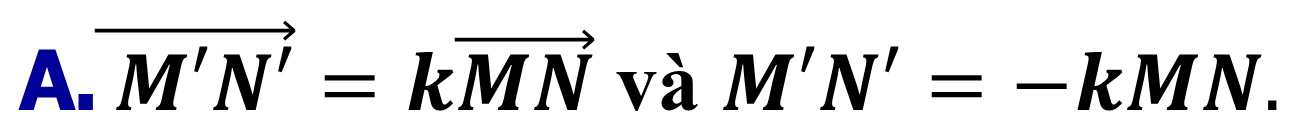 A. $\overrightarrow{M'N'} = k\overrightarrow{MN}$ và $M'N' = -kMN$.